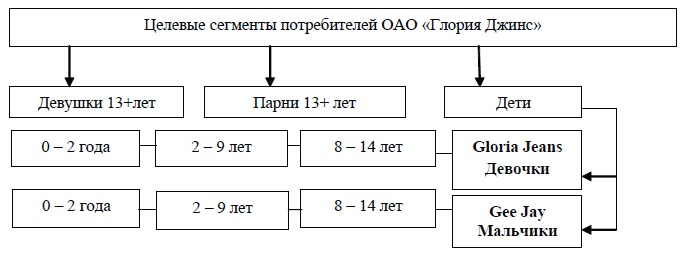 Целевые сегменты потребителей ОАО «Глория Джинс»
Девушки 13+лет
Парни 13+ лет
Дети
0 – 2 года
2 – 9 лет
8 – 14 лет
Gloria Jeans
Девочки
0 – 2 года
2 – 9 лет
8 – 14 лет
Gee Jay
Мальчики